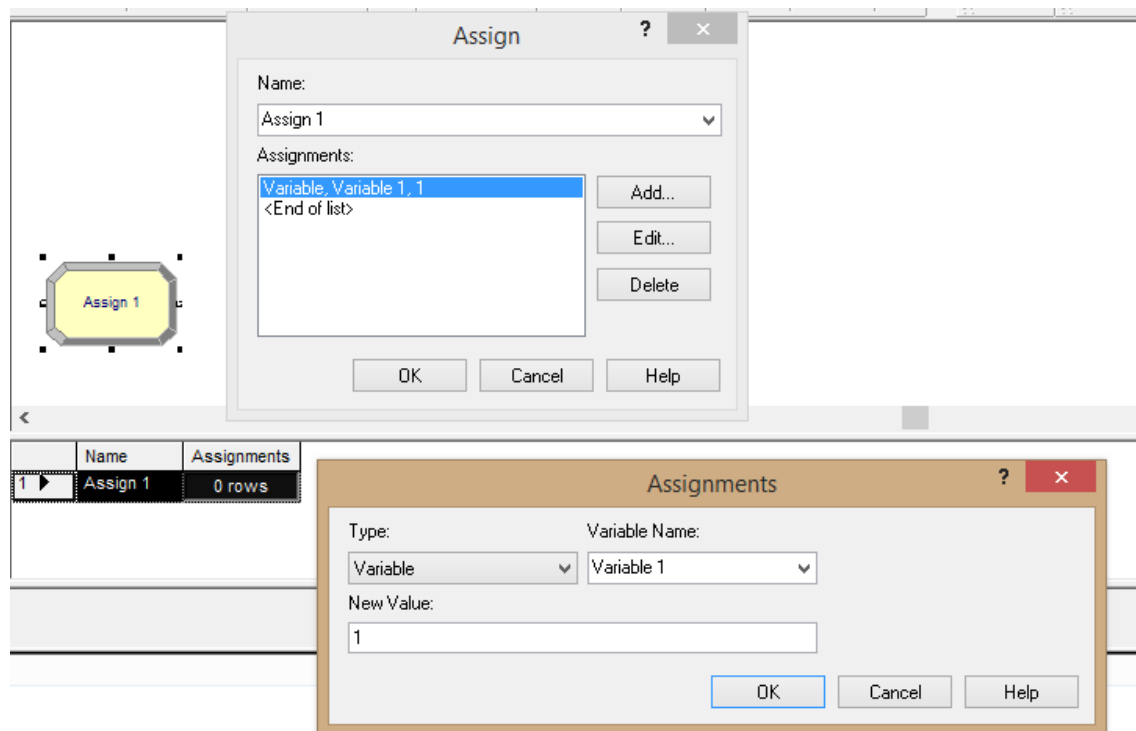 Assign ? ×
Name:
Assign 1
Assignments:
Variable, Variable 1, 1
<End of list>
Add...
Edit...
Delete
Assign 1
OK Cancel Help
Name Assignments
1 Assign 1 0 rows
Assignments ? ×
Type: Variable Name:
Variable Variable 1
New Value:
1
OK Cancel Help